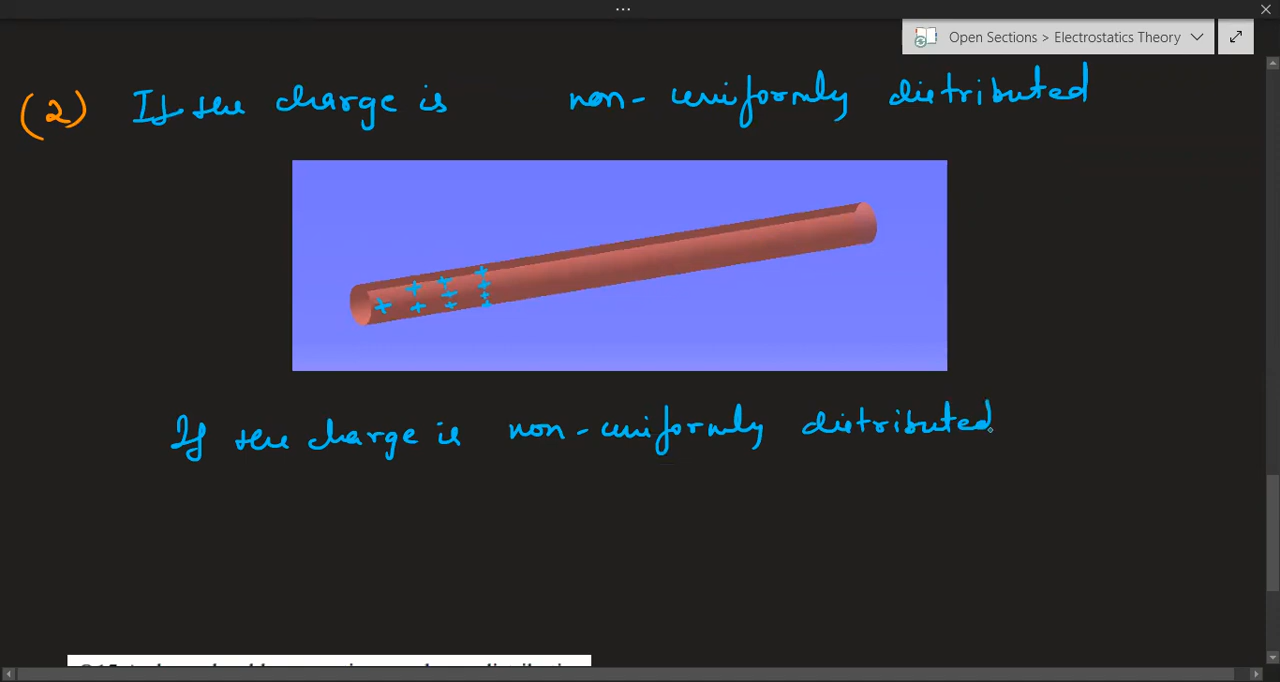 ...
Open Sections > Electrostatics Theory
(2) If the charge is non-uniformly distributed
If the charge is non-uniformly distributed